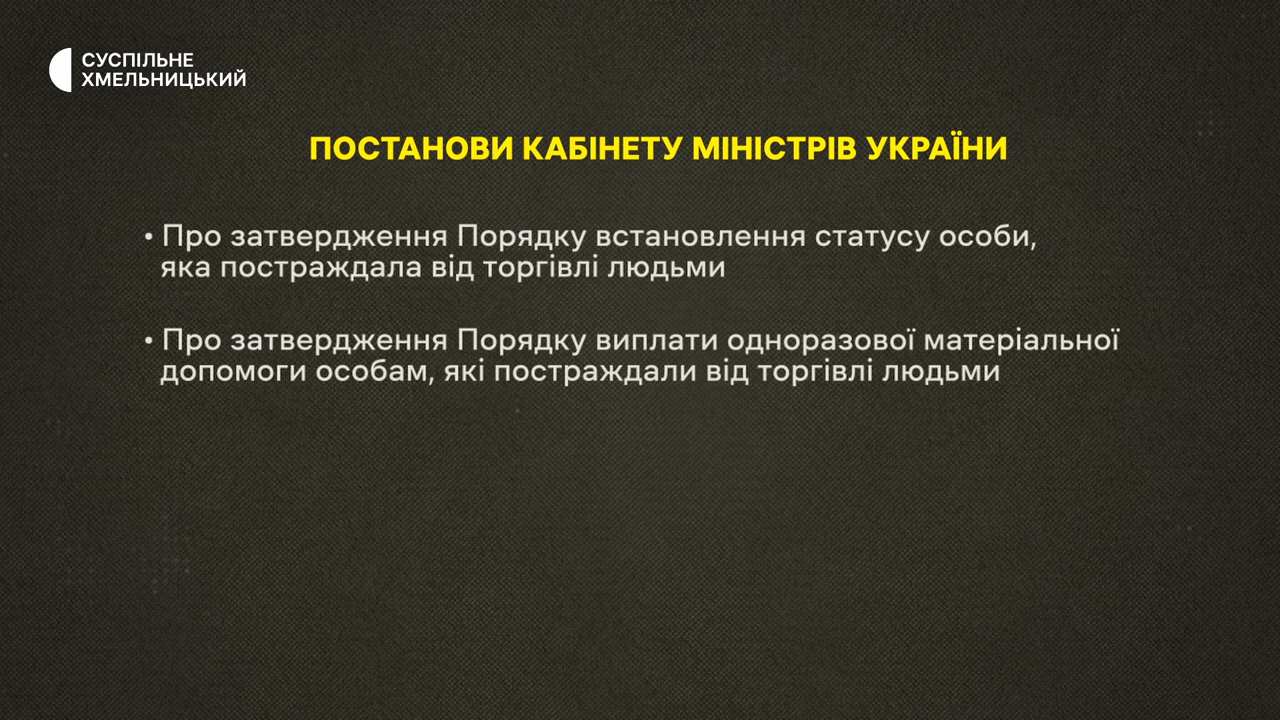 СУСПІЛЬНЕ
ХМЕЛЬНИЦЬКИЙ
ПОСТАНОВИ КАБІНЕТУ МІНІСТРІВ УКРАЇНИ
• Про затвердження Порядку встановлення статусу особи,
яка постраждала від торгівлі людьми
• Про затвердження Порядку виплати одноразової матеріальної
допомоги особам, які постраждали від торгівлі людьми